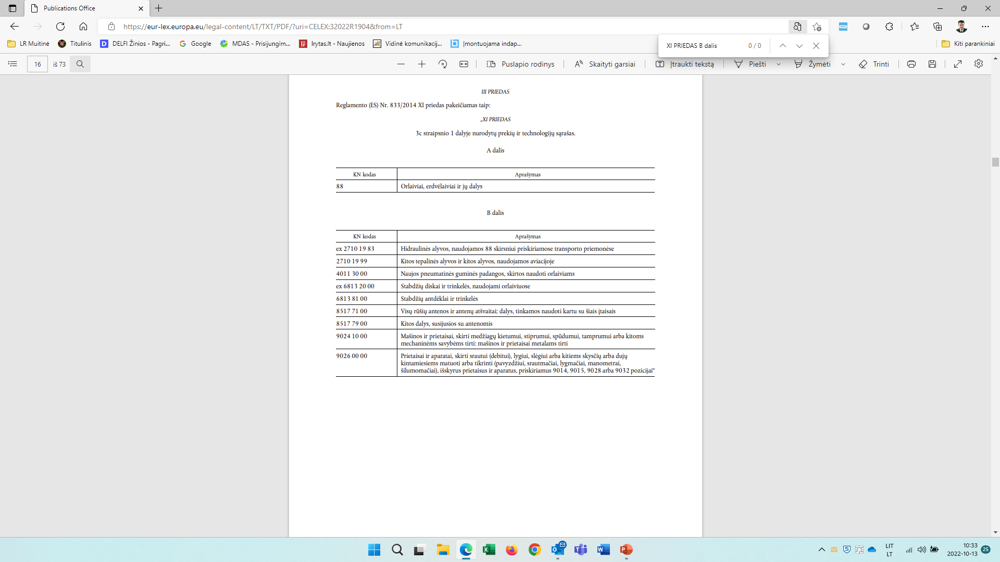 Publications Office
https://eur-lex.europa.eu/legal-content/LT/TXT/PDF/?uri=CELEX:32022R1904&from=LT
LR Muitinė
Titulinis
DELFI Žinios - Pagri...
Google
MDAS - Prisijungim...
lrytas.lt - Naujienos
Vidinė komunikacij...
Įmontuojama indap...
Kiti parankiniai
XI PRIEDAS B dalis 0 / 0
16 iš 73
Puslapio rodinys
Skaityti garsiai
Įtraukti tekstą
Piešti
Žymėti
Trinti
III PRIEDAS
Reglamento (ES) Nr. 833/2014 XI priedas pakeičiamas taip:
„XI PRIEDAS
3c straipsnio 1 dalyje nurodytų prekių ir technologijų sąrašas.
A dalis
KN kodas Aprašymas
88 Orlaiviai, erdvėlaiviai ir jų dalys
B dalis
KN kodas Aprašymas
ex 2710 19 83 Hidraulinės alyvos, naudojamos 88 skirsniui priskiriamose transporto priemonėse
2710 19 99 Kitos tepalinės alyvos ir kitos alyvos, naudojamos aviacijoje
4011 30 00 Naujos pneumatinės guminės padangos, skirtos naudoti orlaiviams
ex 6813 20 00 Stabdžių diskai ir trinkelės, naudojami orlaiviuose
6813 81 00 Stabdžių antdėklai ir trinkelės
8517 71 00 Visų rūšių antenos ir antenų atšvaitai; dalys, tinkamos naudoti kartu su šiais įtaisais
8517 79 00 Kitos dalys, susijusios su antenomis
9024 10 00 Mašinos ir prietaisai, skirti medžiagų kietumui, stiprumui, spūdumui, tamprumui arba kitoms
mechaninėms savybėms tirti: mašinos ir prietaisai metalams tirti
9026 00 00 Prietaisai ir aparatai, skirti srautui (debitui), lygiui, slėgiui arba kitiems skysčių arba dujų
kintamiesiems matuoti arba tikrinti (pavyzdžiui, srautmačiai, lygmačiai, manometrai,
šilumomačiai), išskyrus prietaisus ir aparatus, priskiriamus 9014, 9015, 9028 arba 9032 pozicijai“
LIT
LT
10:33
2022-10-13
25